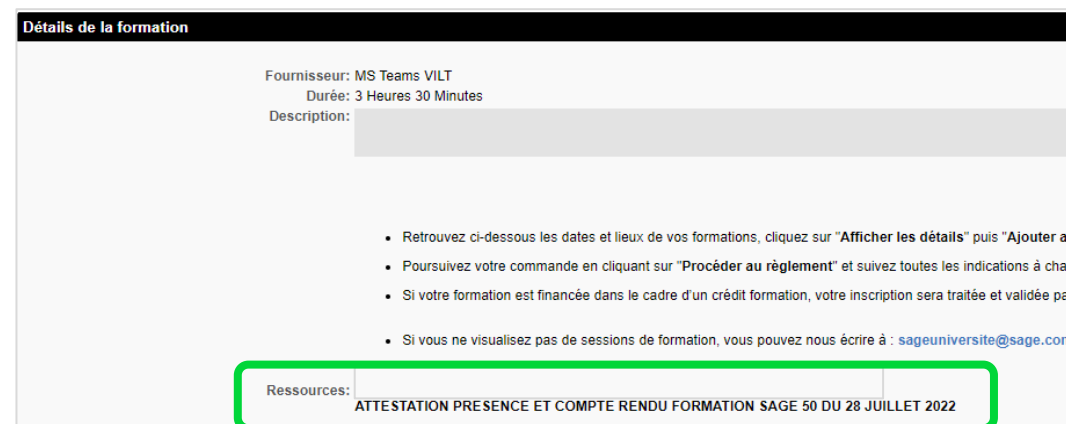 Détails de la formation
Fournisseur: MS Teams VILT
Durée: 3 Heures 30 Minutes
Description:
• Retrouvez ci-dessous les dates et lieux de vos formations, cliquez sur "Afficher les détails" puis "Ajouter a
• Poursuivez votre commande en cliquant sur "Procéder au règlement" et suivez toutes les indications à cha
• Si votre formation est financée dans le cadre d'un crédit formation, votre inscription sera traitée et validée pa
• Si vous ne visualisez pas de sessions de formation, vous pouvez nous écrire à : sageuniversite@sage.com
Ressources:
ATTESTATION PRESENCE ET COMPTE RENDU FORMATION SAGE 50 DU 28 JUILLET 2022